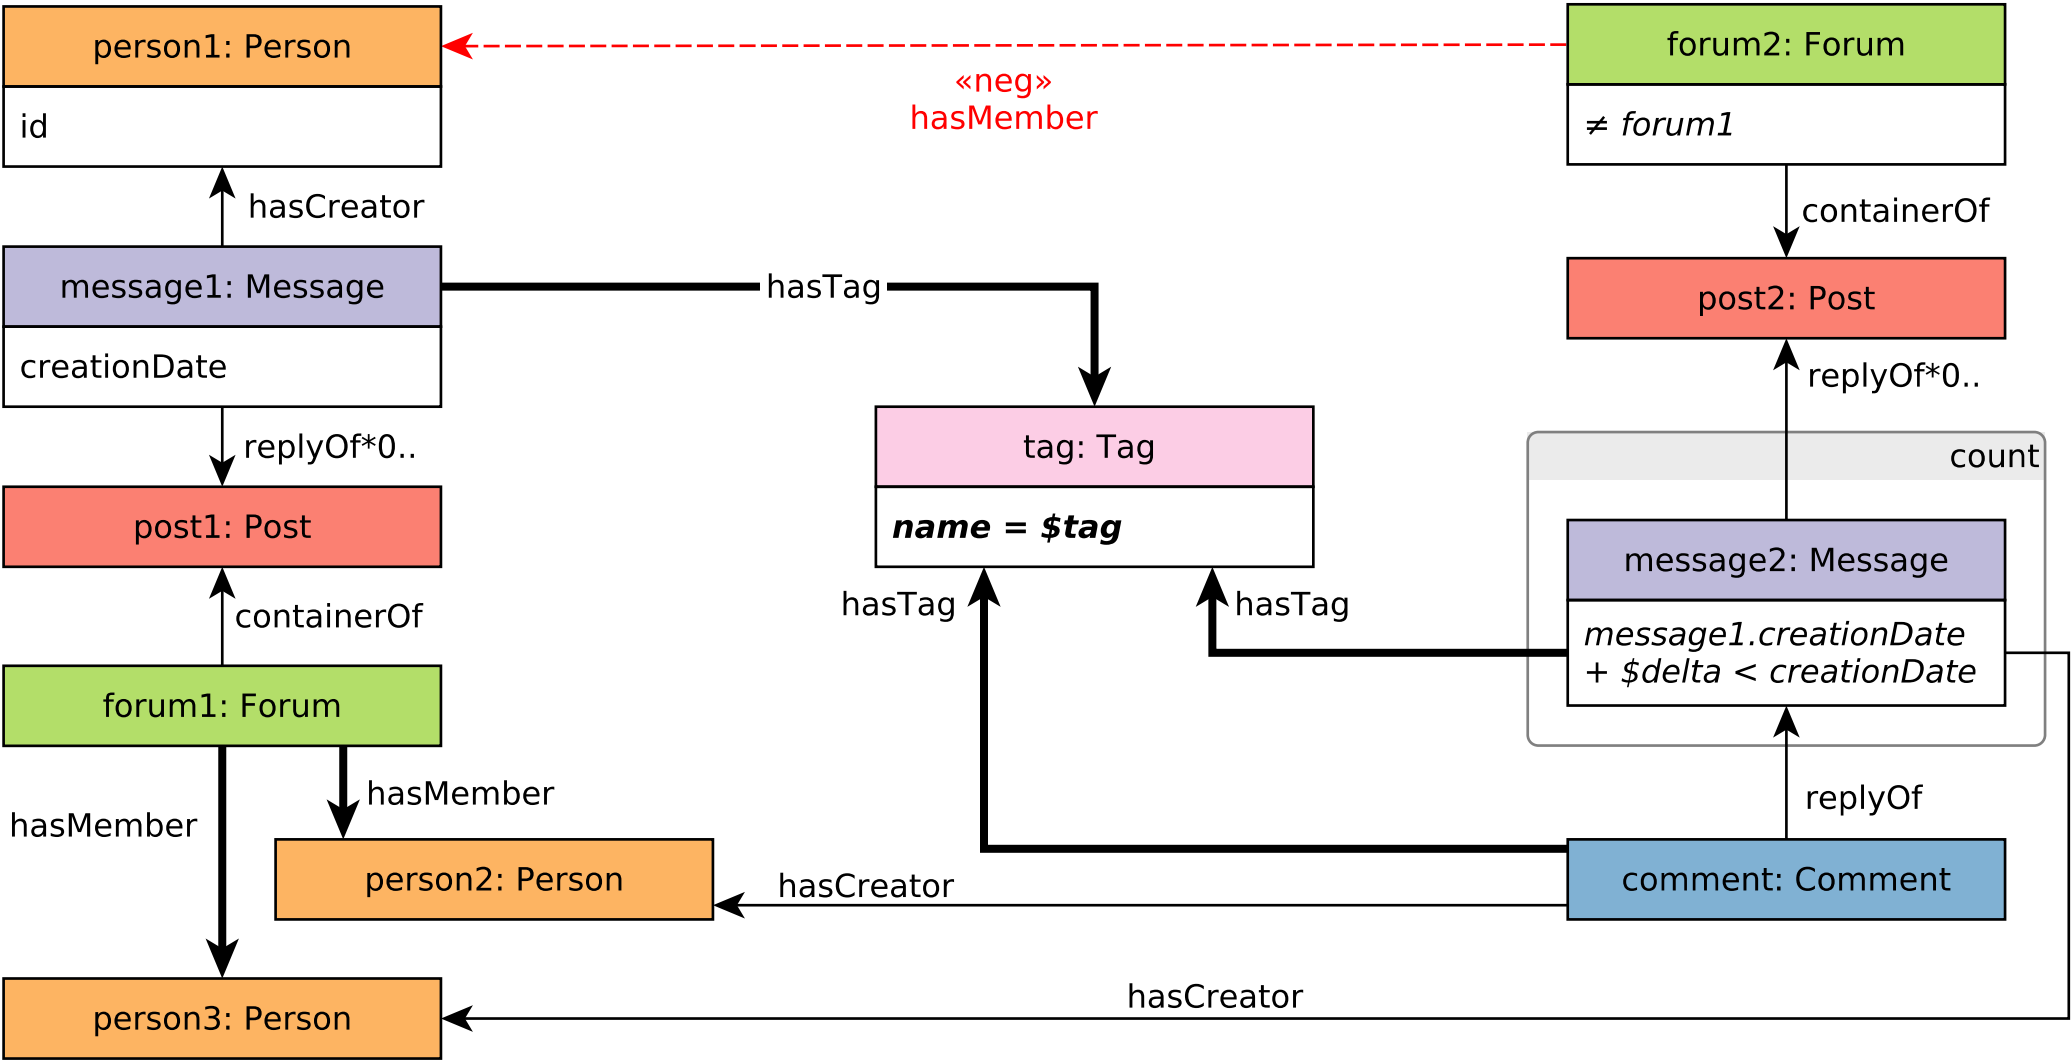 person1: Person
id
«neg»
hasMember
forum2: Forum
≠ forum1
hasCreator
containerOf
message1: Message
creationDate
hasTag
post2: Post
replyOf*0..
replyOf*0..
tag: Tag
name = $tag
count
post1: Post
message2: Message
message1.creationDate
+ $delta < creationDate
hasTag
hasTag
containerOf
forum1: Forum
hasMember
hasMember
replyOf
person2: Person
hasCreator
comment: Comment
person3: Person
hasCreator